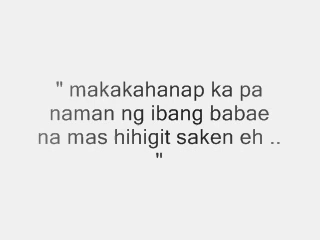 " makakahanap ka pa
naman ng ibang babae
na mas hihigit saken eh ..
"